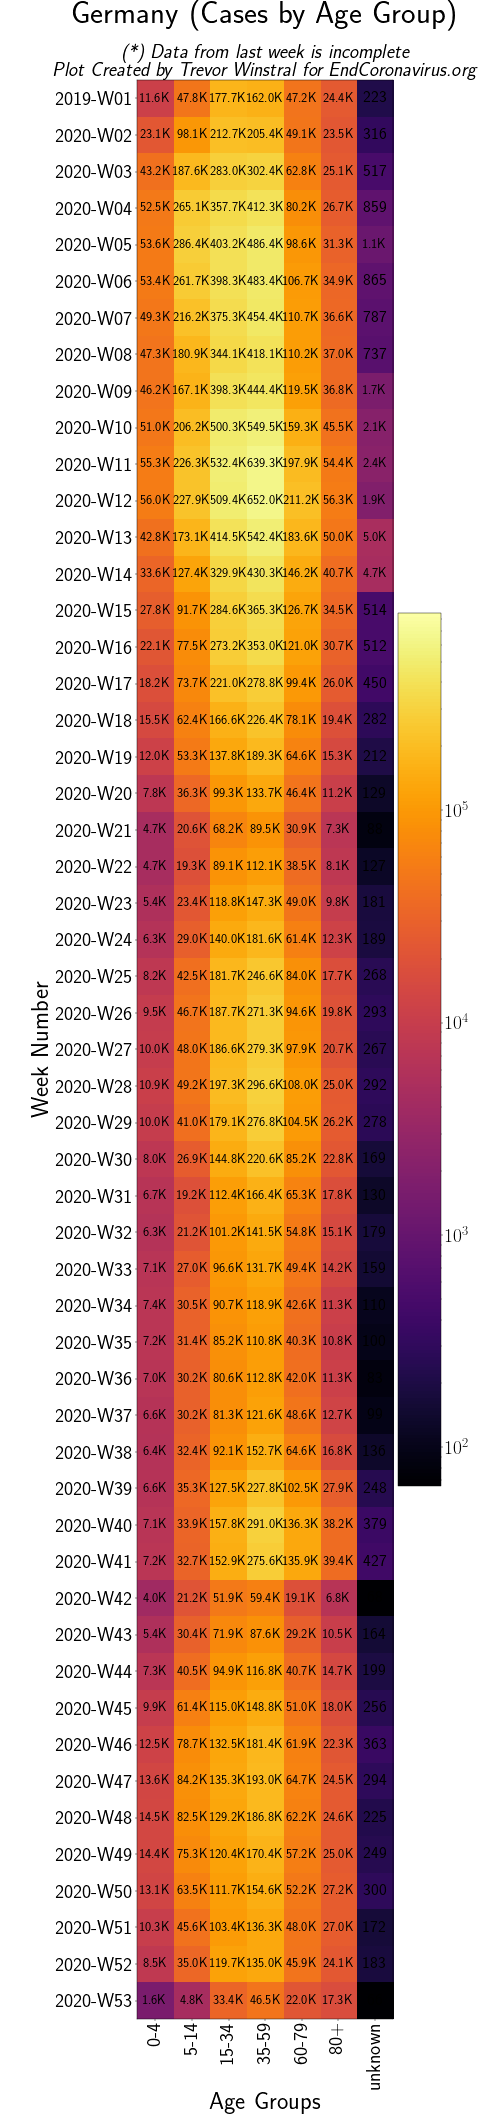 Germany (Cases by Age Group)
(*) Data from last week is incomplete
Plot Created by Trevor Winstral for EndCoronavirus.org
2019-W01 11.6K 47.8K 177.7K 162.0K 47.2K 24.4K 223
2020-W02 23.1K 98.1K 212.7K 205.4K 49.1K 23.5K 316
2020-W03 43.2K 187.6K 283.0K 302.4K 62.8K 25.1K 517
2020-W04 52.5K 265.1K 357.7K 412.3K 80.2K 26.7K 859
2020-W05 53.6K 286.4K 403.2K 486.4K 98.6K 31.3K 1.1K
2020-W06 53.4K 261.7K 398.3K 483.4K 106.7K 34.9K 865
2020-W07 49.3K 216.2K 375.3K 454.4K 110.7K 36.6K 787
2020-W08 47.3K 180.9K 344.1K 418.1K 110.2K 37.0K 737
2020-W09 46.2K 167.1K 398.3K 444.4K 119.5K 36.8K 1.7K
2020-W10 51.0K 206.2K 500.3K 549.5K 159.3K 45.5K 2.1K
2020-W11 55.3K 226.3K 532.4K 639.3K 197.9K 54.4K 2.4K
2020-W12 56.0K 227.9K 509.4K 652.0K 211.2K 56.3K 1.9K
2020-W13 42.8K 173.1K 414.5K 542.4K 183.6K 50.0K 5.0K
2020-W14 33.6K 127.4K 329.9K 430.3K 146.2K 40.7K 4.7K
2020-W15 27.8K 91.7K 284.6K 365.3K 126.7K 34.5K 514
2020-W16 22.1K 77.5K 273.2K 353.0K 121.0K 30.7K 512
2020-W17 18.2K 73.7K 221.0K 278.8K 99.4K 26.0K 450
2020-W18 15.5K 62.4K 166.6K 226.4K 78.1K 19.4K 282
2020-W19 12.0K 53.3K 137.8K 189.3K 64.6K 15.3K 212
2020-W20 7.8K 36.3K 99.3K 133.7K 46.4K 11.2K 129
2020-W21 4.7K 20.6K 68.2K 89.5K 30.9K 7.3K
2020-W22 4.7K 19.3K 89.1K 112.1K 38.5K 8.1K 127
2020-W23 5.4K 23.4K 118.8K 147.3K 49.0K 9.8K 181
2020-W24 6.3K 29.0K 140.0K 181.6K 61.4K 12.3K 189
2020-W25 8.2K 42.5K 181.7K 246.6K 84.0K 17.7K 268
2020-W26 9.5K 46.7K 187.7K 271.3K 94.6K 19.8K 293
2020-W27 10.0K 48.0K 186.6K 279.3K 97.9K 20.7K 267
2020-W28 10.9K 49.2K 197.3K 296.6K 108.0K 25.0K 292
2020-W29 10.0K 41.0K 179.1K 276.8K 104.5K 26.2K 278
2020-W30 8.0K 26.9K 144.8K 220.6K 85.2K 22.8K 169
2020-W31 6.7K 19.2K 112.4K 166.4K 65.3K 17.8K 130
2020-W32 6.3K 21.2K 101.2K 141.5K 54.8K 15.1K 179
2020-W33 7.1K 27.0K 96.6K 131.7K 49.4K 14.2K 159
2020-W34 7.4K 30.5K 90.7K 118.9K 42.6K 11.3K 110
2020-W35 7.2K 31.4K 85.2K 110.8K 40.3K 10.8K
2020-W36 7.0K 30.2K 80.6K 112.8K 42.0K 11.3K
2020-W37 6.6K 30.2K 81.3K 121.6K 48.6K 12.7K
2020-W38 6.4K 32.4K 92.1K 152.7K 64.6K 16.8K 136
2020-W39 6.6K 35.3K 127.5K 227.8K 102.5K 27.9K 248
2020-W40 7.1K 33.9K 157.8K 291.0K 136.3K 38.2K 379
2020-W41 7.2K 32.7K 152.9K 275.6K 135.9K 39.4K 427
2020-W42 4.0K 21.2K 51.9K 59.4K 19.1K 6.8K
2020-W43 5.4K 30.4K 71.9K 87.6K 29.2K 10.5K 164
2020-W44 7.3K 40.5K 94.9K 116.8K 40.7K 14.7K 199
2020-W45 9.9K 61.4K 115.0K 148.8K 51.0K 18.0K 256
2020-W46 12.5K 78.7K 132.5K 181.4K 61.9K 22.3K 363
2020-W47 13.6K 84.2K 135.3K 193.0K 64.7K 24.5K 294
2020-W48 14.5K 82.5K 129.2K 186.8K 62.2K 24.6K 225
2020-W49 14.4K 75.3K 120.4K 170.4K 57.2K 25.0K 249
2020-W50 13.1K 63.5K 111.7K 154.6K 52.2K 27.2K 300
2020-W51 10.3K 45.6K 103.4K 136.3K 48.0K 27.0K 172
2020-W52 8.5K 35.0K 119.7K 135.0K 45.9K 24.1K 183
2020-W53 1.6K 4.8K 33.4K 46.5K 22.0K 17.3K
0-4 5-14 15-34 35-59 60-79 80+ unknown
Age Groups
Week Number
10^5
10^4
10^3
10^2